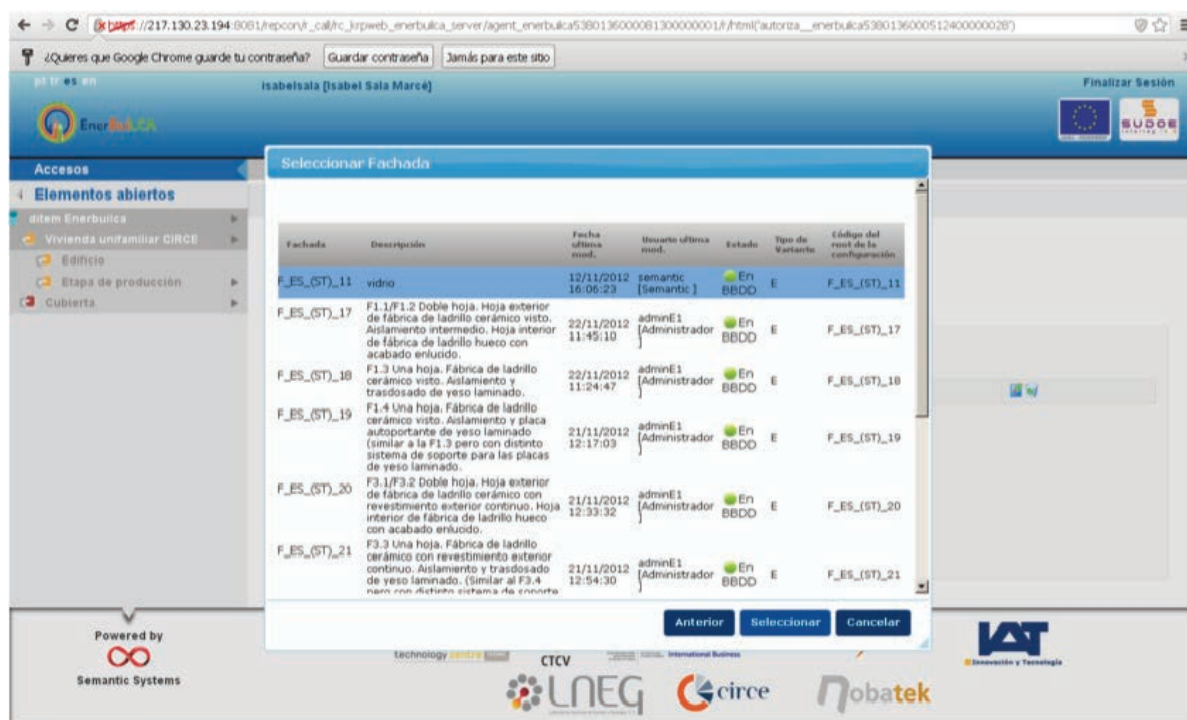 https://217.130.23.194:8081/repcon/r_call/rc_krpweb_enerbuilca_server/agent_enerbuilca5380136000081300000001/r/html('autoriza__enerbuilca5380136000512400000028')
¿Quieres que Google Chrome guarde tu contraseña? Guardar contraseña Jamás para este sitio
pt fr es en isabelsala [Isabel Sala Marcé] Finalizar Sesión
EnerBuiLCA
SUDOE
Accesos
Elementos abiertos
ditem Enerbuilca
Vivienda unifamiliar CIRCE
Edificio
Etapa de producción
Cubierta
Seleccionar Fachada
Fachada Descripción Fecha ultima mod. Usuario ultima mod. Estado Tipo de Variante Código del root de la configuración
F_ES_(ST)_11 vidrio 12/11/2012 16:06:23 semantic [Semantic ] En BBDD E F_ES_(ST)_11
F_ES_(ST)_17 F1.1/F1.2 Doble hoja. Hoja exterior de fábrica de ladrillo cerámico visto. Aislamiento intermedio. Hoja interior de fábrica de ladrillo hueco con acabado enlucido. 22/11/2012 11:45:10 adminE1 [Administrador ] En BBDD E F_ES_(ST)_17
F_ES_(ST)_18 F1.3 Una hoja. Fábrica de ladrillo cerámico visto. Aislamiento y trasdosado de yeso laminado. 22/11/2012 11:24:47 adminE1 [Administrador ] En BBDD E F_ES_(ST)_18
F_ES_(ST)_19 F1.4 Una hoja. Fábrica de ladrillo cerámico visto. Aislamiento y placa autoportante de yeso laminado (similar a la F1.3 pero con distinto sistema de soporte para las placas de yeso laminado. 21/11/2012 12:17:03 adminE1 [Administrador ] En BBDD E F_ES_(ST)_19
F_ES_(ST)_20 F3.1/F3.2 Doble hoja. Hoja exterior de fábrica de ladrillo cerámico con revestimiento exterior continuo. Hoja interior de fábrica de ladrillo hueco con acabado enlucido. 21/11/2012 12:33:32 adminE1 [Administrador ] En BBDD E F_ES_(ST)_20
F_ES_(ST)_21 F3.3 Una hoja. Fábrica de ladrillo cerámico con revestimiento exterior continuo. Aislamiento y trasdosado de yeso laminado. (Similar al F3.4 pero con distinto sistema de soporte 21/11/2012 12:54:30 adminE1 [Administrador ] En BBDD E F_ES_(ST)_21
Anterior Seleccionar Cancelar
Powered by
Semantic Systems
technology centre
CTCV
International Business
IAT
Innovación y Tecnología
LNEG
circe
nobatek